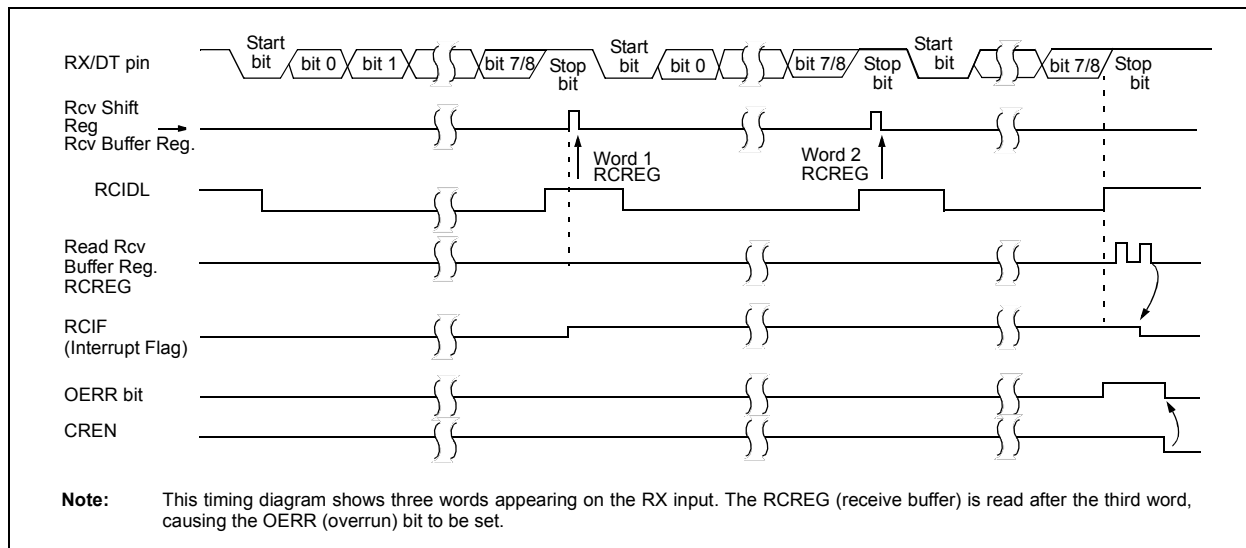 Start bit
bit 0
bit 1
bit 7/8
Stop bit
Start bit
bit 0
bit 7/8
Stop bit
Start bit
bit 7/8
Stop bit
RX/DT pin
Rcv Shift
Reg
Rcv Buffer Reg.
Word 1
RCREG
Word 2
RCREG
RCIDL
Read Rcv
Buffer Reg.
RCREG
RCIF
(Interrupt Flag)
OERR bit
CREN
Note: This timing diagram shows three words appearing on the RX input. The RCREG (receive buffer) is read after the third word,
causing the OERR (overrun) bit to be set.